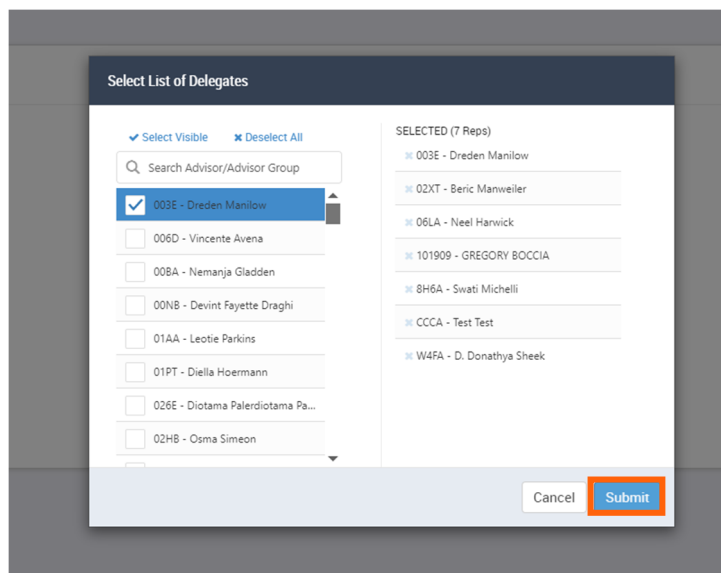 Select List of Delegates
Select Visible
Deselect All
Search Advisor/Advisor Group
003E - Dreden Manilow
006D - Vincente Avena
00BA - Nemanja Gladden
00NB - Devint Fayette Draghi
01AA - Leotie Parkins
01PT - Diella Hoermann
026E - Diotama Palerdiotama Pa...
02HB - Osma Simeon
SELECTED (7 Reps)
003E - Dreden Manilow
02XT - Beric Manweiler
06LA - Neel Harwick
101909 - GREGORY BOCCIA
8H6A - Swati Michelli
CCCA - Test Test
W4FA - D. Donathya Sheek
Cancel
Submit